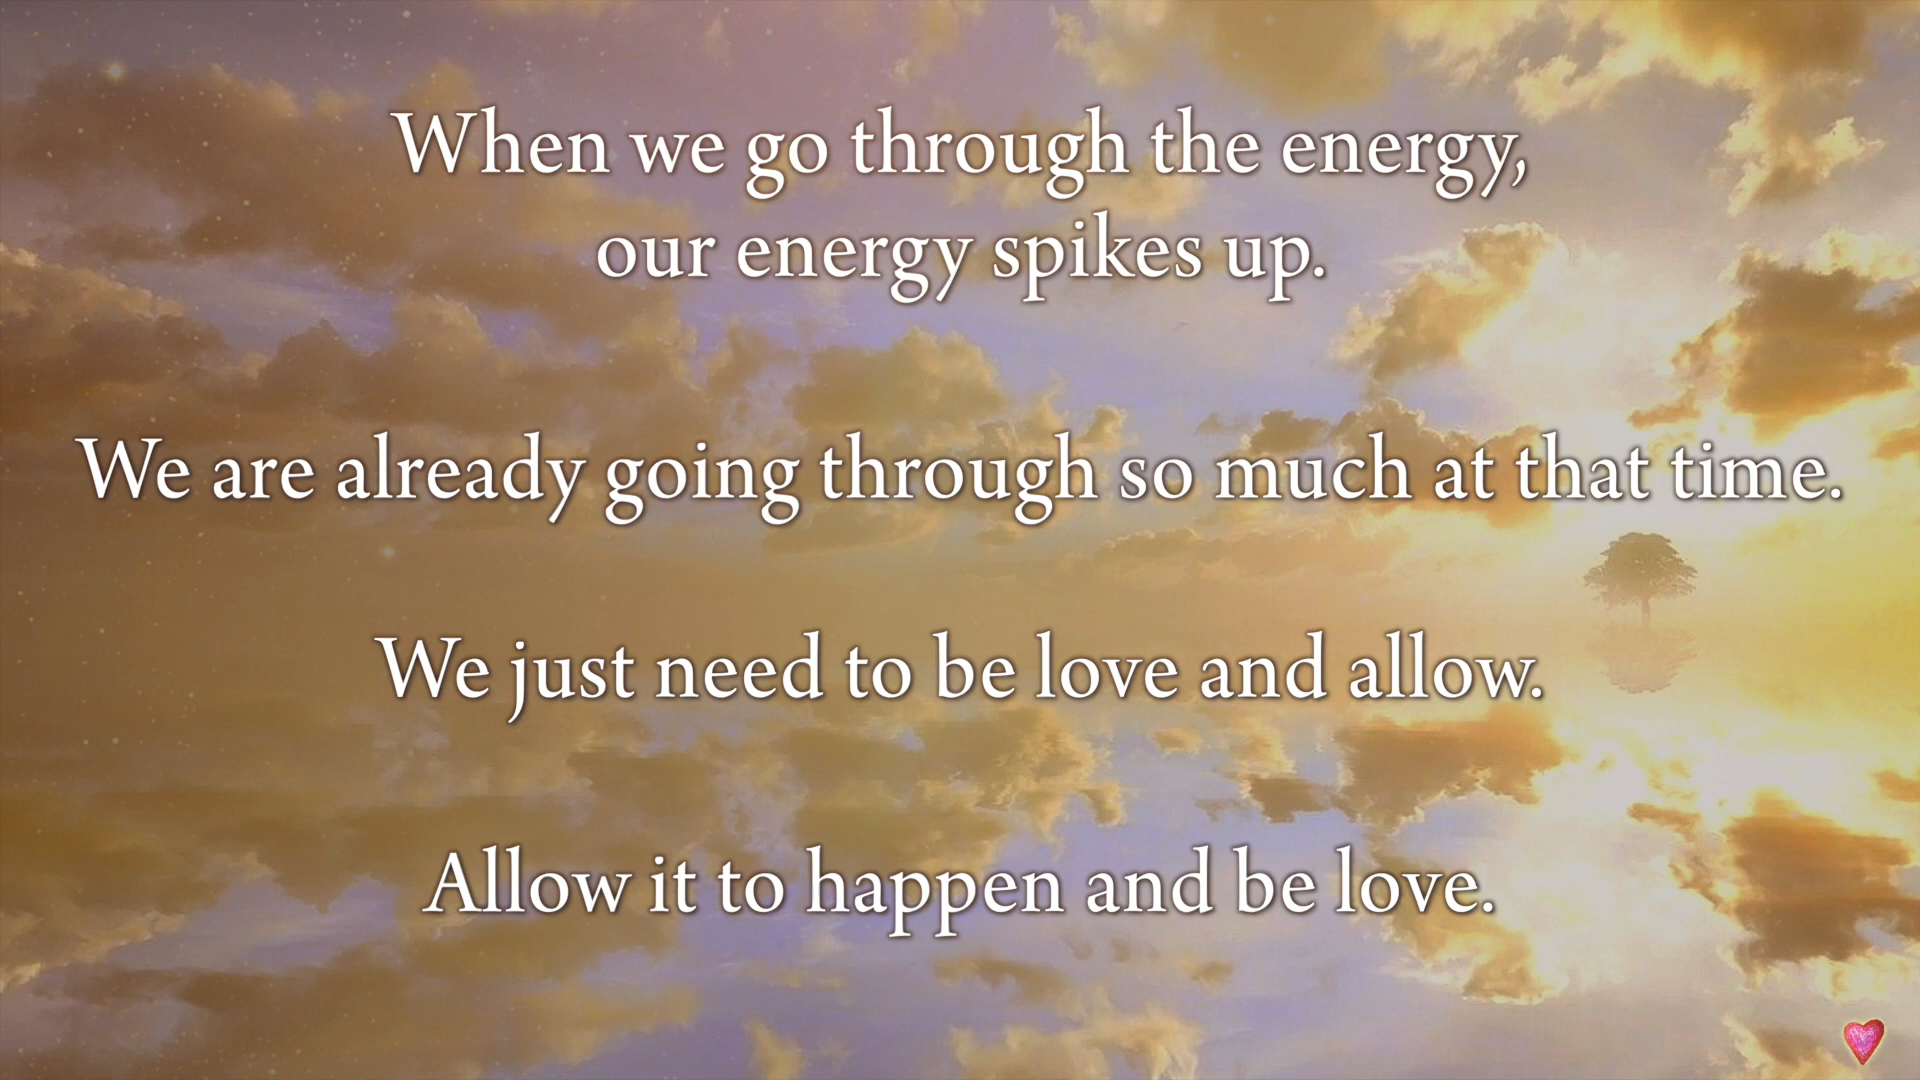 When we go through the energy,
our energy spikes up.
We are already going through so much at that time.
We just need to be love and allow.
Allow it to happen and be love.